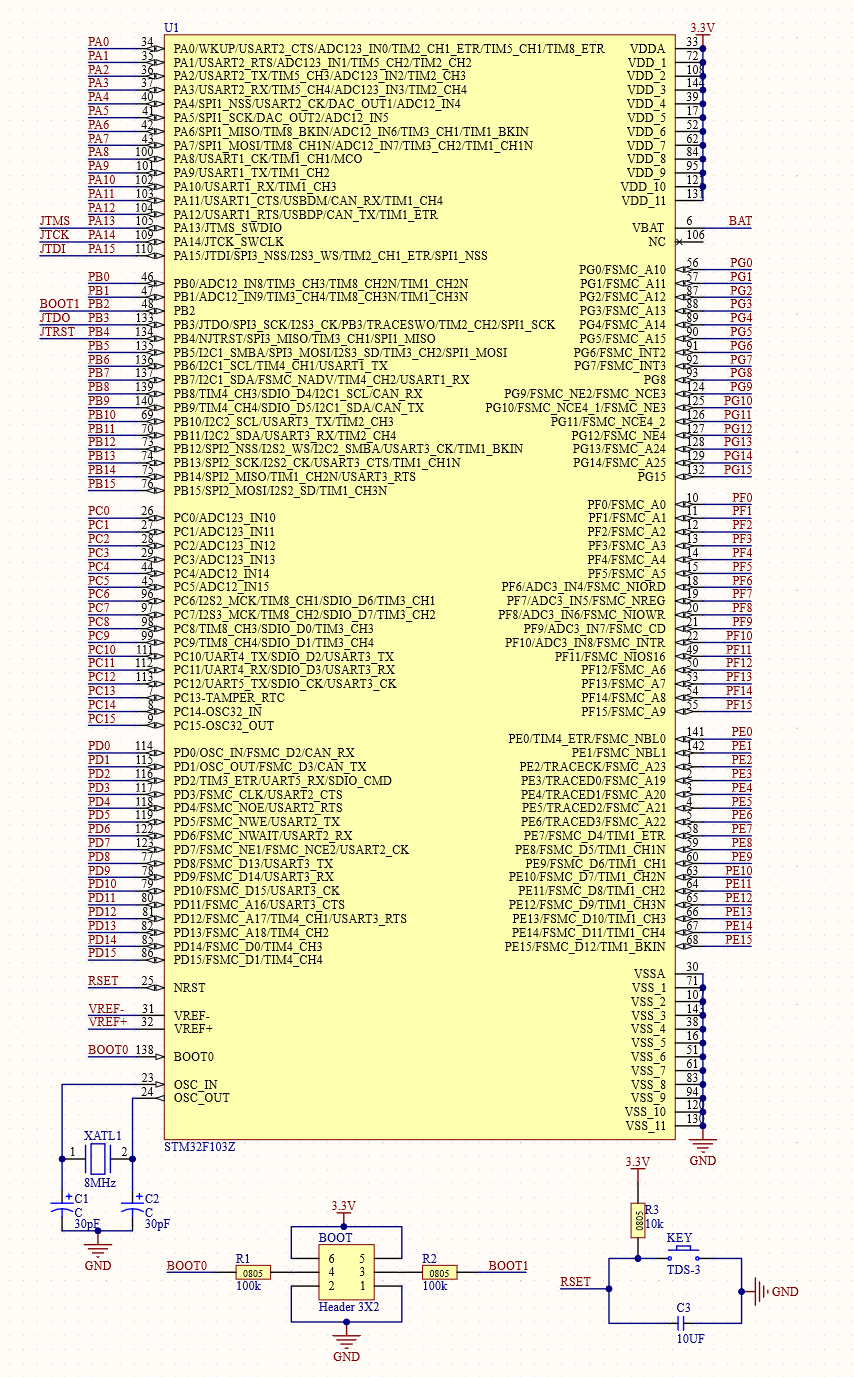 U1
3.3V
PA0 34 PA0/WKUP/USART2_CTS/ADC123_IN0/TIM2_CH1_ETR/TIM5_CH1/TIM8_ETR VDDA 33
PA1 35 PA1/USART2_RTS/ADC123_IN1/TIM5_CH2/TIM2_CH2 VDD_1 72
PA2 36 PA2/USART2_TX/TIM5_CH3/ADC123_IN2/TIM2_CH3 VDD_2 108
PA3 37 PA3/USART2_RX/TIM5_CH4/ADC123_IN3/TIM2_CH4 VDD_3 144
PA4 40 PA4/SPI1_NSS/USART2_CK/DAC_OUT1/ADC12_IN4 VDD_4 39
PA5 41 PA5/SPI1_SCK/DAC_OUT2/ADC12_IN5 VDD_5 17
PA6 42 PA6/SPI1_MISO/TIM8_BKIN/ADC12_IN6/TIM3_CH1/TIM1_BKIN VDD_6 52
PA7 43 PA7/SPI1_MOSI/TIM8_CH1N/ADC12_IN7/TIM3_CH2/TIM1_CH1N VDD_7 62
PA8 100 PA8/USART1_CK/TIM1_CH1/MCO VDD_8 84
PA9 101 PA9/USART1_TX/TIM1_CH2 VDD_9 95
PA10 102 PA10/USART1_RX/TIM1_CH3 VDD_10
PA11 103 PA11/USART1_CTS/USBDM/CAN_RX/TIM1_CH4 VDD_11
PA12 104 PA12/USART1_RTS/USBDP/CAN_TX/TIM1_ETR
JTMS PA13 105 PA13/JTMS_SWDIO VBAT 6 BAT
JTCK PA14 109 PA14/JTCK_SWCLK NC 106
JTDI PA15 110 PA15/JTDI/SPI3_NSS/I2S3_WS/TIM2_CH1_ETR/SPI1_NSS
PG0/FSMC_A10 56 PG0
PB0 46 PB0/ADC12_IN8/TIM3_CH3/TIM8_CH2N/TIM1_CH2N PG1/FSMC_A11 57 PG1
PB1 47 PB1/ADC12_IN9/TIM3_CH4/TIM8_CH3N/TIM1_CH3N PG2/FSMC_A12 87 PG2
BOOT1 PB2 48 PB2 PG3/FSMC_A13 88 PG3
JTDO PB3 133 PB3/JTDO/SPI3_SCK/I2S3_CK/PB3/TRACESWO/TIM2_CH2/SPI1_SCK PG4/FSMC_A14 89 PG4
JTRST PB4 134 PB4/NJTRST/SPI3_MISO/TIM3_CH1/SPI1_MISO PG5/FSMC_A15 90 PG5
PB5 135 PB5/I2C1_SMBA/SPI3_MOSI/I2S3_SD/TIM3_CH2/SPI1_MOSI PG6/FSMC_INT2 91 PG6
PB6 136 PB6/I2C1_SCL/TIM4_CH1/USART1_TX PG7/FSMC_INT3 92 PG7
PB7 137 PB7/I2C1_SDA/FSMC_NADV/TIM4_CH2/USART1_RX PG8 93 PG8
PB8 139 PB8/TIM4_CH3/SDIO_D4/I2C1_SCL/CAN_RX PG9/FSMC_NE2/FSMC_NCE3 124 PG9
PB9 140 PB9/TIM4_CH4/SDIO_D5/I2C1_SDA/CAN_TX PG10/FSMC_NCE4_1/FSMC_NE3 125 PG10
PB10 69 PB10/I2C2_SCL/USART3_TX/TIM2_CH3 PG11/FSMC_NCE4_2 126 PG11
PB11 70 PB11/I2C2_SDA/USART3_RX/TIM2_CH4 PG12/FSMC_NE4 127 PG12
PB12 73 PB12/SPI2_NSS/I2S2_WS/I2C2_SMBA/USART3_CK/TIM1_BKIN PG13/FSMC_A24 128 PG13
PB13 74 PB13/SPI2_SCK/I2S2_CK/USART3_CTS/TIM1_CH1N PG14/FSMC_A25 129 PG14
PB14 75 PB14/SPI2_MISO/TIM1_CH2N/USART3_RTS PG15 132 PG15
PB15 76 PB15/SPI2_MOSI/I2S2_SD/TIM1_CH3N
PF0/FSMC_A0 10 PF0
PC0 26 PC0/ADC123_IN10 PF1/FSMC_A1 11 PF1
PC1 27 PC1/ADC123_IN11 PF2/FSMC_A2 12 PF2
PC2 28 PC2/ADC123_IN12 PF3/FSMC_A3 13 PF3
PC3 29 PC3/ADC123_IN13 PF4/FSMC_A4 14 PF4
PC4 44 PC4/ADC12_IN14 PF5/FSMC_A5 15 PF5
PC5 45 PC5/ADC12_IN15 PF6/ADC3_IN4/FSMC_NIORD 18 PF6
PC6 96 PC6/I2S2_MCK/TIM8_CH1/SDIO_D6/TIM3_CH1 PF7/ADC3_IN5/FSMC_NREG 19 PF7
PC7 97 PC7/I2S3_MCK/TIM8_CH2/SDIO_D7/TIM3_CH2 PF8/ADC3_IN6/FSMC_NIOWR 20 PF8
PC8 98 PC8/TIM8_CH3/SDIO_D0/TIM3_CH3 PF9/ADC3_IN7/FSMC_CD 21 PF9
PC9 99 PC9/TIM8_CH4/SDIO_D1/TIM3_CH4 PF10/ADC3_IN8/FSMC_INTR 22 PF10
PC10 111 PC10/UART4_TX/SDIO_D2/USART3_TX PF11/FSMC_NIOS16 49 PF11
PC11 112 PC11/UART4_RX/SDIO_D3/USART3_RX PF12/FSMC_A6 50 PF12
PC12 113 PC12/UART5_TX/SDIO_CK/USART3_CK PF13/FSMC_A7 53 PF13
PC13 7 PC13-TAMPER_RTC PF14/FSMC_A8 54 PF14
PC14 8 PC14-OSC32_IN PF15/FSMC_A9 55 PF15
PC15 9 PC15-OSC32_OUT
PE0/TIM4_ETR/FSMC_NBL0 141 PE0
PD0 114 PD0/OSC_IN/FSMC_D2/CAN_RX PE1/FSMC_NBL1 142 PE1
PD1 115 PD1/OSC_OUT/FSMC_D3/CAN_TX PE2/TRACECK/FSMC_A23 1 PE2
PD2 116 PD2/TIM3_ETR/UART5_RX/SDIO_CMD PE3/TRACED0/FSMC_A19 2 PE3
PD3 117 PD3/FSMC_CLK/USART2_CTS PE4/TRACED1/FSMC_A20 3 PE4
PD4 118 PD4/FSMC_NOE/USART2_RTS PE5/TRACED2/FSMC_A21 4 PE5
PD5 119 PD5/FSMC_NWE/USART2_TX PE6/TRACED3/FSMC_A22 5 PE6
PD6 122 PD6/FSMC_NWAIT/USART2_RX PE7/FSMC_D4/TIM1_ETR 58 PE7
PD7 123 PD7/FSMC_NE1/FSMC_NCE2/USART2_CK PE8/FSMC_D5/TIM1_CH1N 59 PE8
PD8 77 PD8/FSMC_D13/USART3_TX PE9/FSMC_D6/TIM1_CH1 60 PE9
PD9 78 PD9/FSMC_D14/USART3_RX PE10/FSMC_D7/TIM1_CH2N 63 PE10
PD10 79 PD10/FSMC_D15/USART3_CK PE11/FSMC_D8/TIM1_CH2 64 PE11
PD11 80 PD11/FSMC_A16/USART3_CTS PE12/FSMC_D9/TIM1_CH3N 65 PE12
PD12 81 PD12/FSMC_A17/TIM4_CH1/USART3_RTS PE13/FSMC_D10/TIM1_CH3 66 PE13
PD13 82 PD13/FSMC_A18/TIM4_CH2 PE14/FSMC_D11/TIM1_CH4 67 PE14
PD14 85 PD14/FSMC_D0/TIM4_CH3 PE15/FSMC_D12/TIM1_BKIN 68 PE15
PD15 86 PD15/FSMC_D1/TIM4_CH4
VSSA 30
RSET 25 NRST VSS_1 71
VSS_2
VREF- 31 VREF- VSS_3 143
VREF+ 32 VREF+ VSS_4 38
VSS_5 16
BOOT0 138 BOOT0 VSS_6 51
VSS_7 61
23 OSC_IN VSS_8 83
24 OSC_OUT VSS_9 94
VSS_10 120
VSS_11 130
STM32F103Z
GND
XATL1
1 2
8MHz
C1
C
30pF
C2
C
30pF
GND
3.3V
BOOT
BOOT0 R1 0805 100k
6 5
4 3
2 1
R2 0805 100k BOOT1
Header 3X2
GND
3.3V
R3
0805
10k
KEY
TDS-3
RSET
GND
C3
10UF